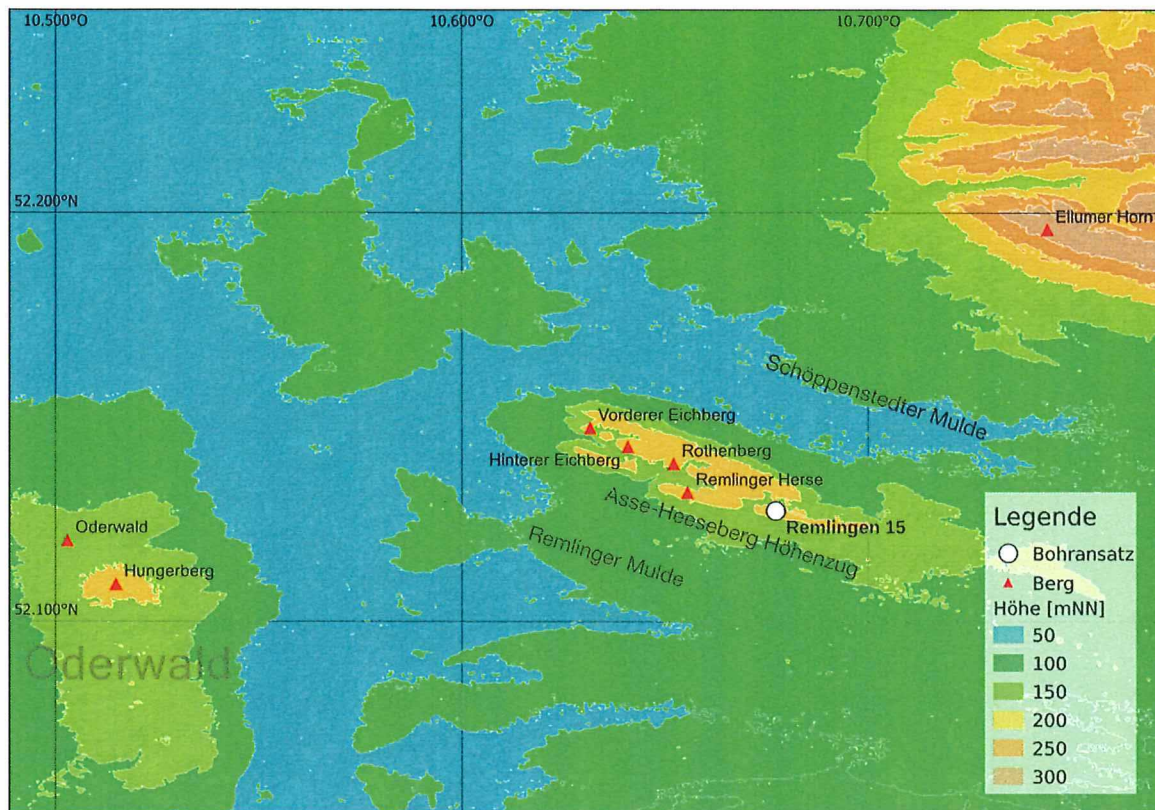 10.500°O
10.600°O
10.700°O
52.200°N
Ellumer Horn
Schöppenstedter Mulde
Vorderer Eichberg
Hinterer Eichberg
Rothenberg
Remlinger Herse
Asse-Heeseberg Höhenzug
Remlingen 15
Remlinger Mulde
Oderwald
Hungerberg
52.100°N
Oderwald
Legende
Bohransatz
Berg
Höhe [mNN]
50
100
150
200
250
300